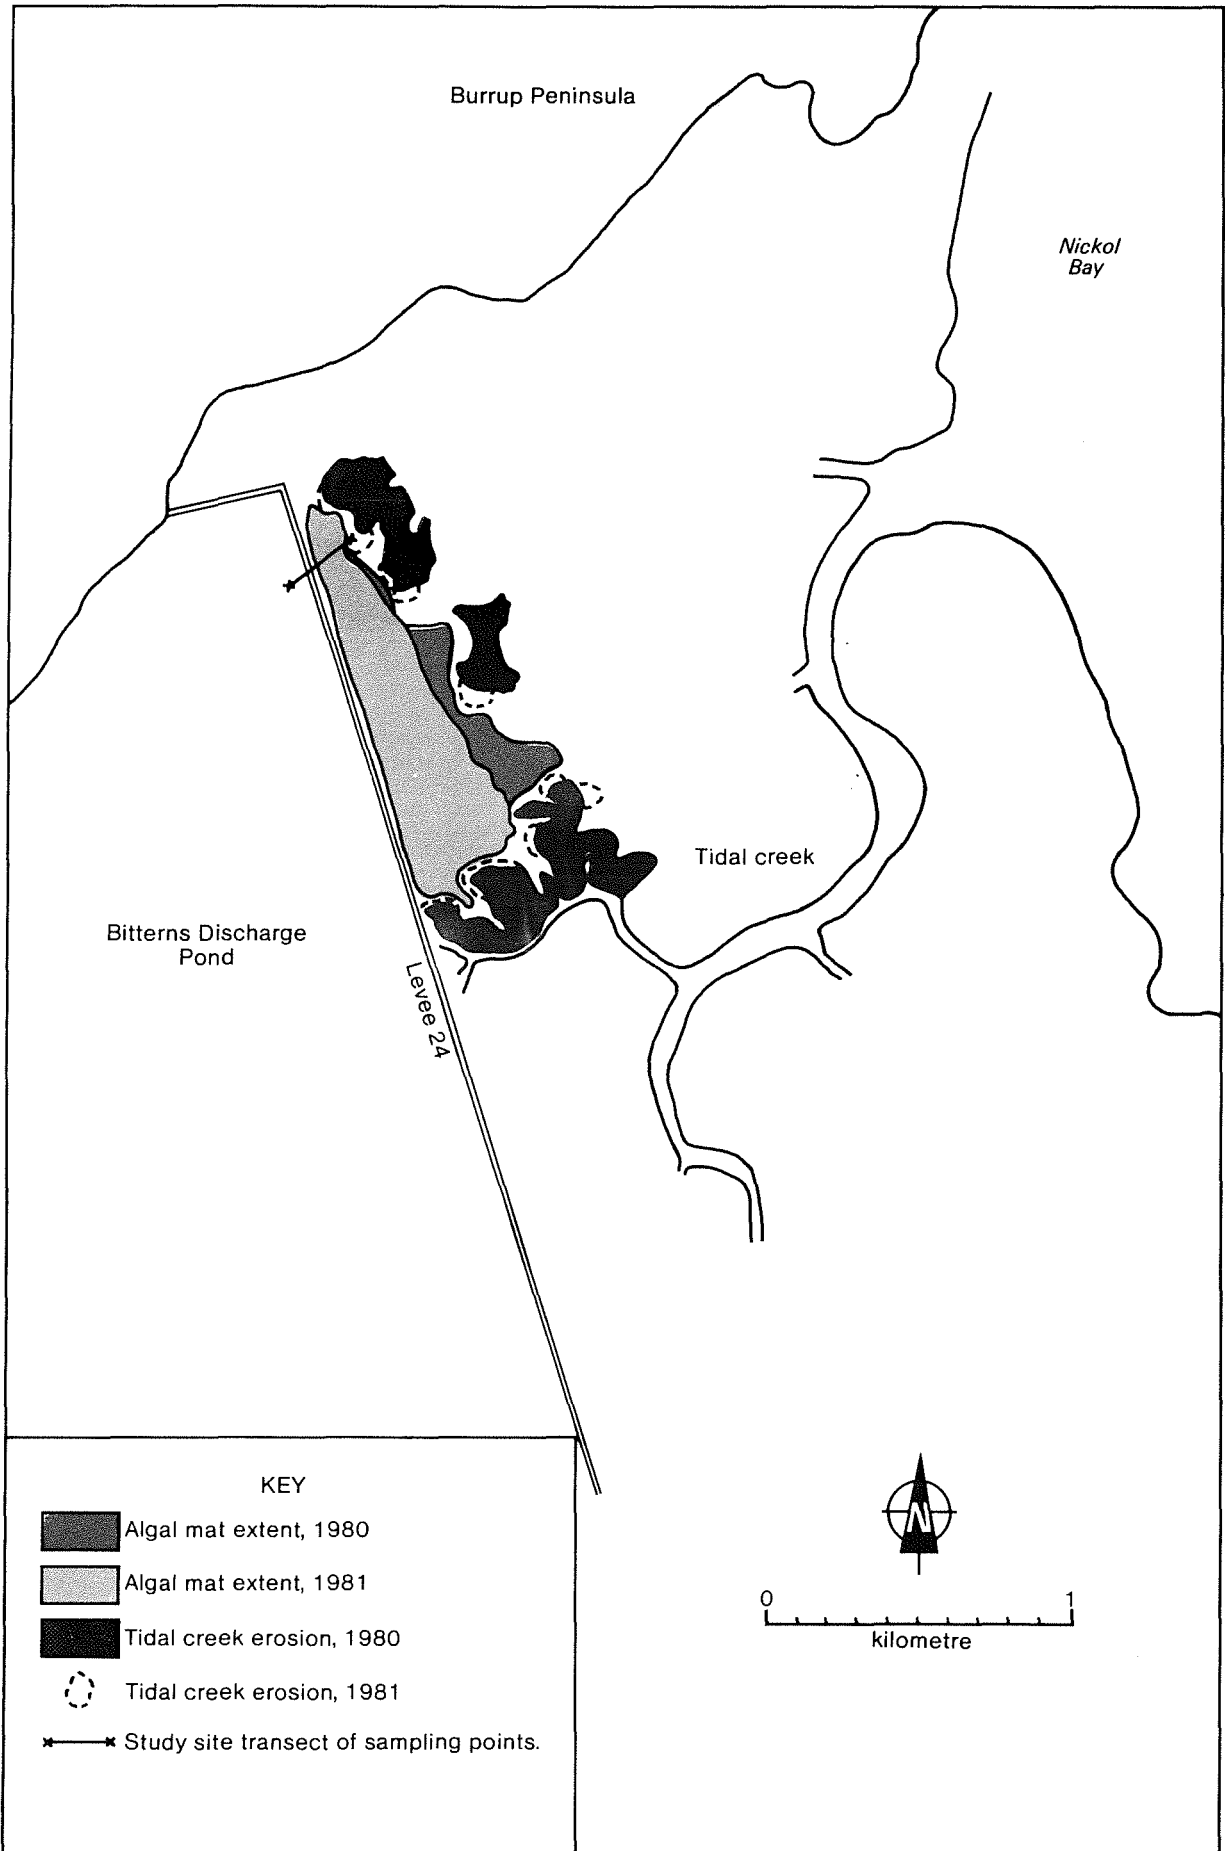 Burrup Peninsula
Nickol
Bay
Tidal creek
Bitterns Discharge
Pond
Levee 24
KEY
Algal mat extent, 1980
Algal mat extent, 1981
Tidal creek erosion, 1980
Tidal creek erosion, 1981
Study site transect of sampling points.
N
0 1
kilometre